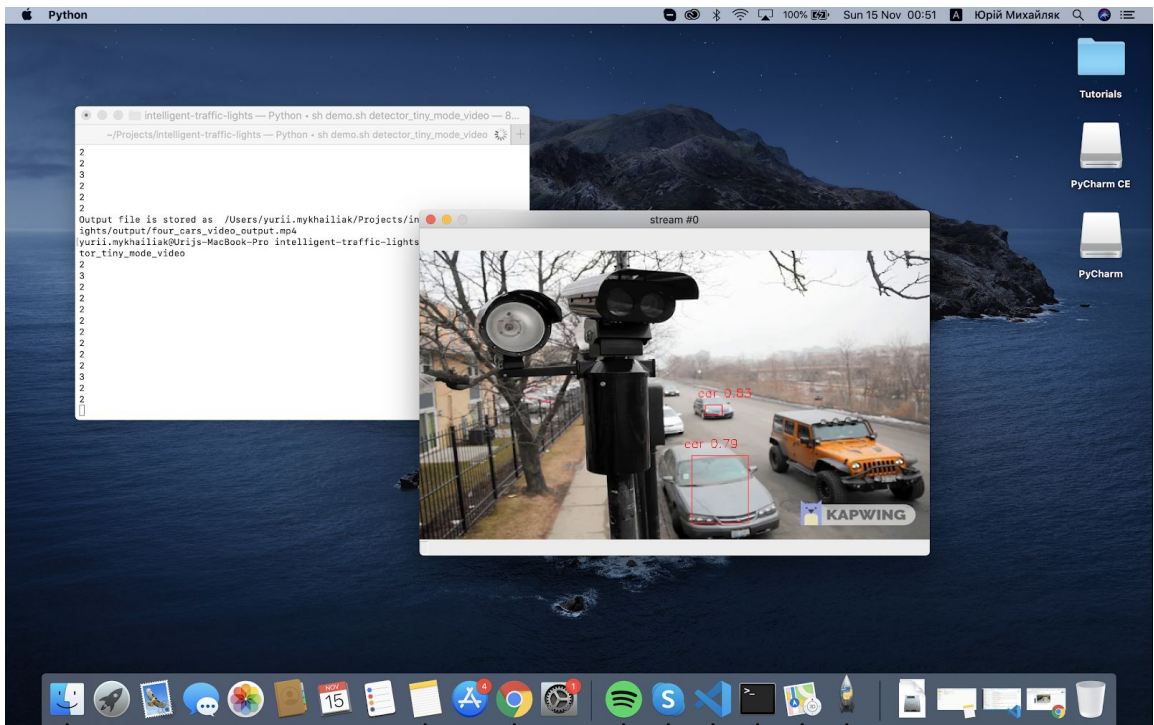 Python
100%
Sun 15 Nov 00:51
A
Юрій Михайляк
Tutorials
PyCharm CE
PyCharm
intelligent-traffic-lights — Python • sh demo.sh detector_tiny_mode_video — 8...
~/Projects/intelligent-traffic-lights — Python • sh demo.sh detector_tiny_mode_video
2
2
3
2
2
2
Output file is stored as /Users/yurii.mykhailiak/Projects/in
ights/output/four_cars_video_output.mp4
[yurii.mykhailiak@Urijs-MacBook-Pro intelligent-traffic-lights
tor_tiny_mode_video
2
3
2
2
2
2
2
2
2
2
3
2
2
stream #0
car 0.53
car 0.79
KAPWING
NOV
15
4
1